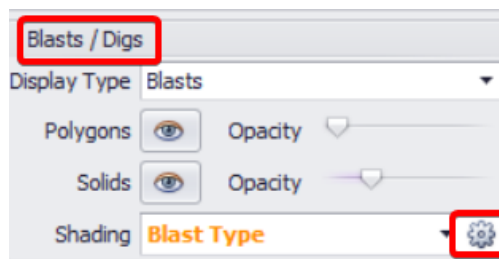 Blasts / Digs
Display Type Blasts
Polygons Opacity
Solids Opacity
Shading Blast Type